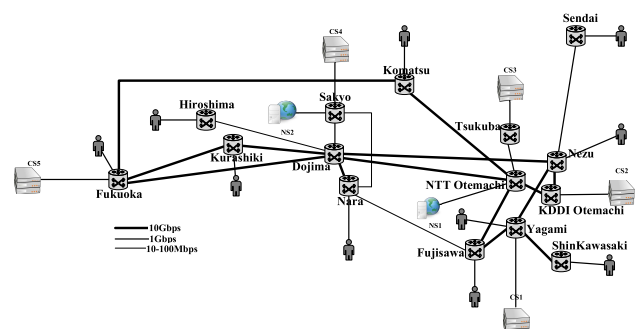 Sendai
CS4
Komatsu
CS3
Hiroshima
Sakyo
NS2
Tsukuba
Nezu
CS5
Kurashiki
Dojima
CS2
Fukuoka
NTT Otemachi
Nara
KDDI Otemachi
NS1
Yagami
10Gbps
1Gbps
10-100Mbps
Fujisawa
ShinKawasaki
CS1